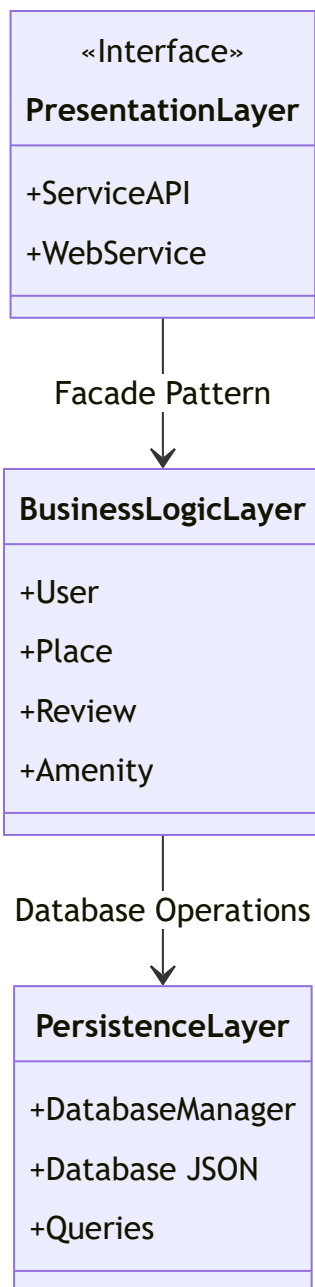 «Interface»
PresentationLayer
+ServiceAPI
+WebService
Facade Pattern
BusinessLogicLayer
+User
+Place
+Review
+Amenity
Database Operations
PersistenceLayer
+DatabaseManager
+Database JSON
+Queries